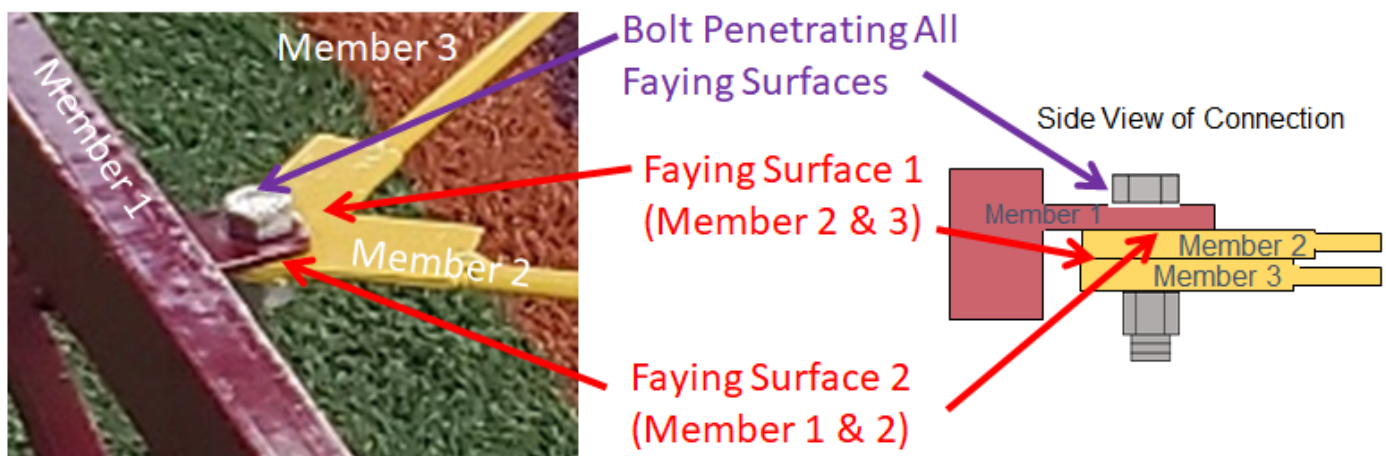 Member 3
Member 1
Member 2
Bolt Penetrating All
Faying Surfaces
Faying Surface 1
(Member 2 & 3)
Faying Surface 2
(Member 1 & 2)
Side View of Connection
Member 1
Member 2
Member 3